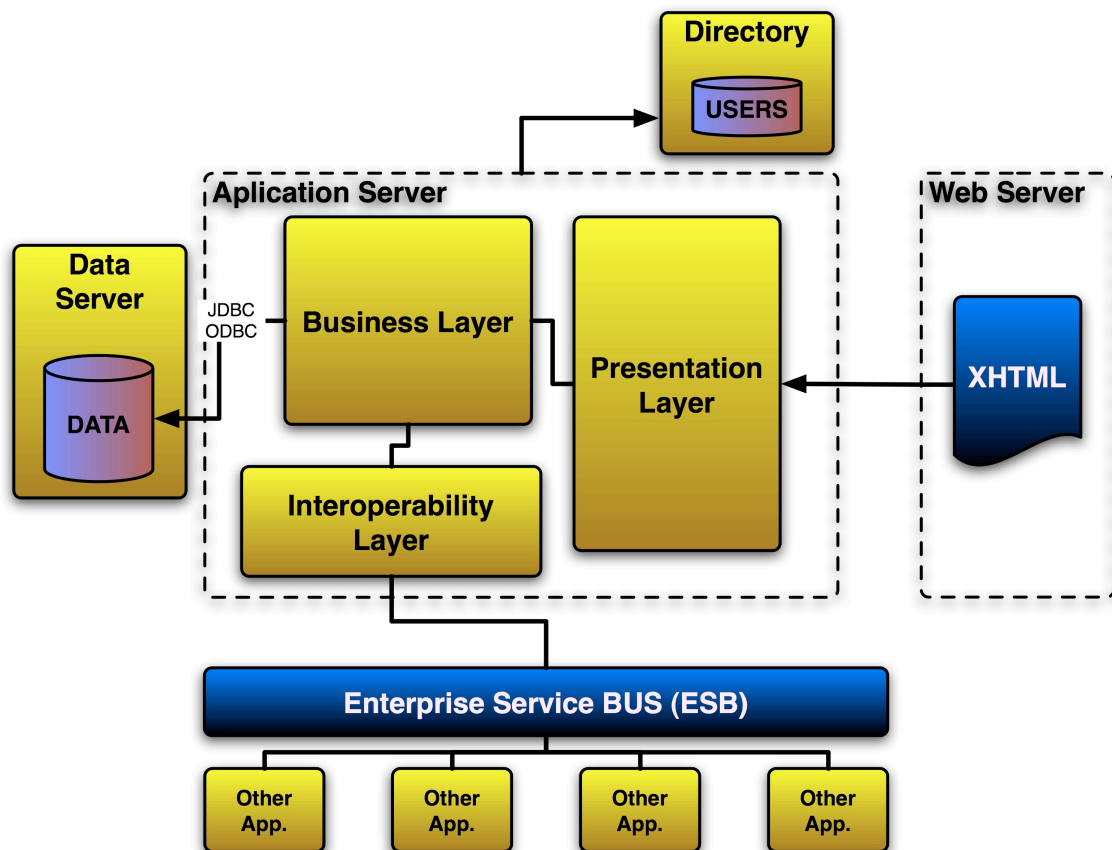 Directory
USERS
Aplication Server
Web Server
Data
Server
DATA
JDBC
ODBC
Business Layer
Presentation
Layer
XHTML
Interoperability
Layer
Enterprise Service BUS (ESB)
Other
App.
Other
App.
Other
App.
Other
App.